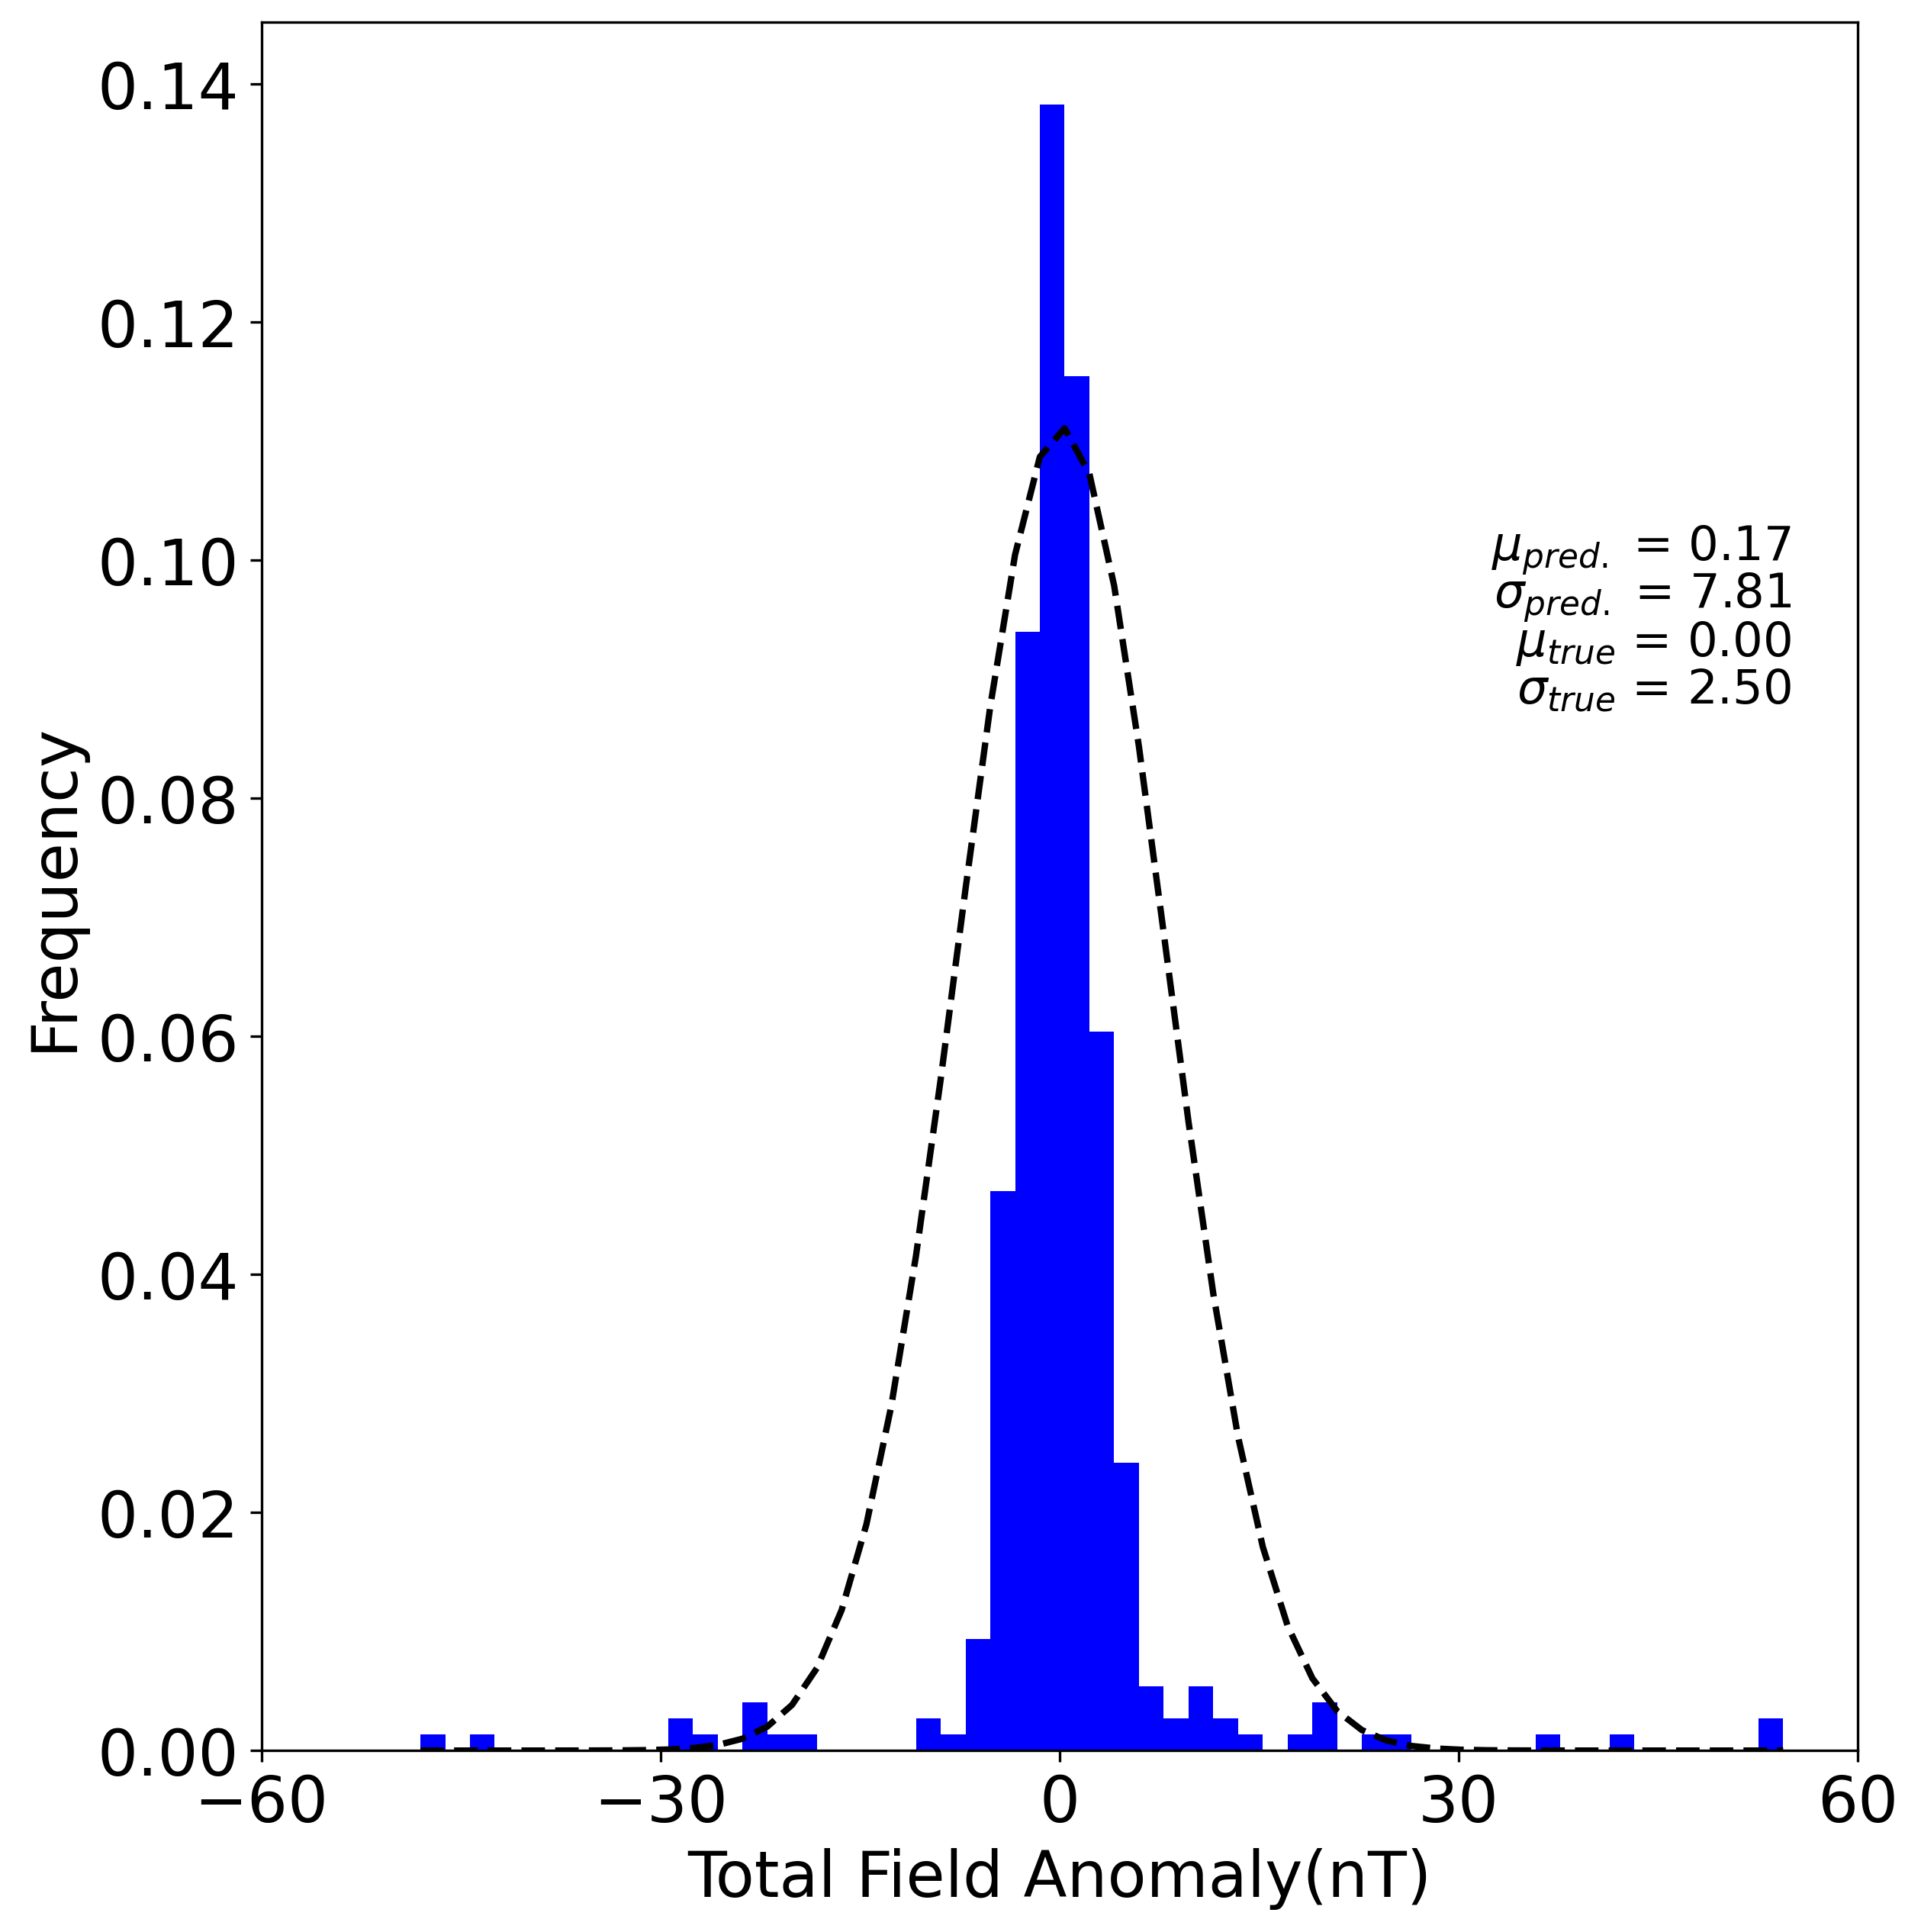 0.14
0.12
0.10
0.08
0.06
0.04
0.02
0.00
Frequency
μpred. = 0.17
σpred. = 7.81
μtrue = 0.00
σtrue = 2.50
−60 −30 0 30 60
Total Field Anomaly(nT)